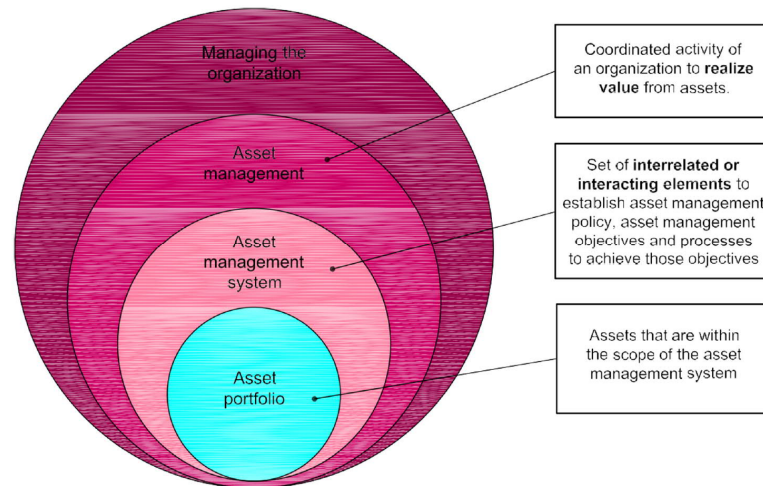 Managing the
organization
Asset
management
Asset
management
system
Asset
portfolio
Coordinated activity of
an organization to realize
value from assets.
Set of interrelated or
interacting elements to
establish asset management
policy, asset management
objectives and processes
to achieve those objectives
Assets that are within
the scope of the asset
management system